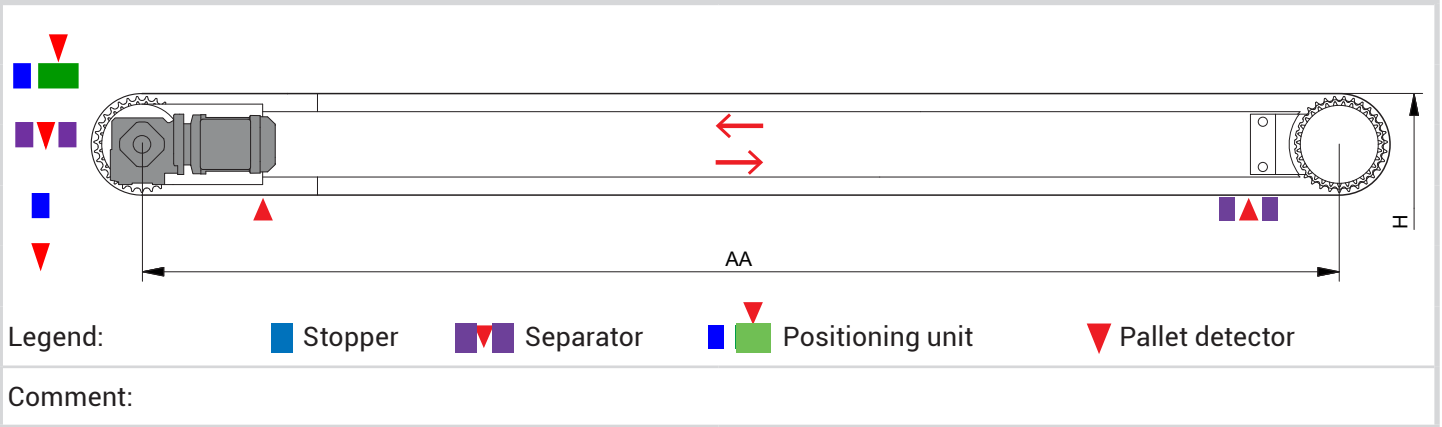 H
AA
Legend: Stopper Separator Positioning unit Pallet detector
Comment: